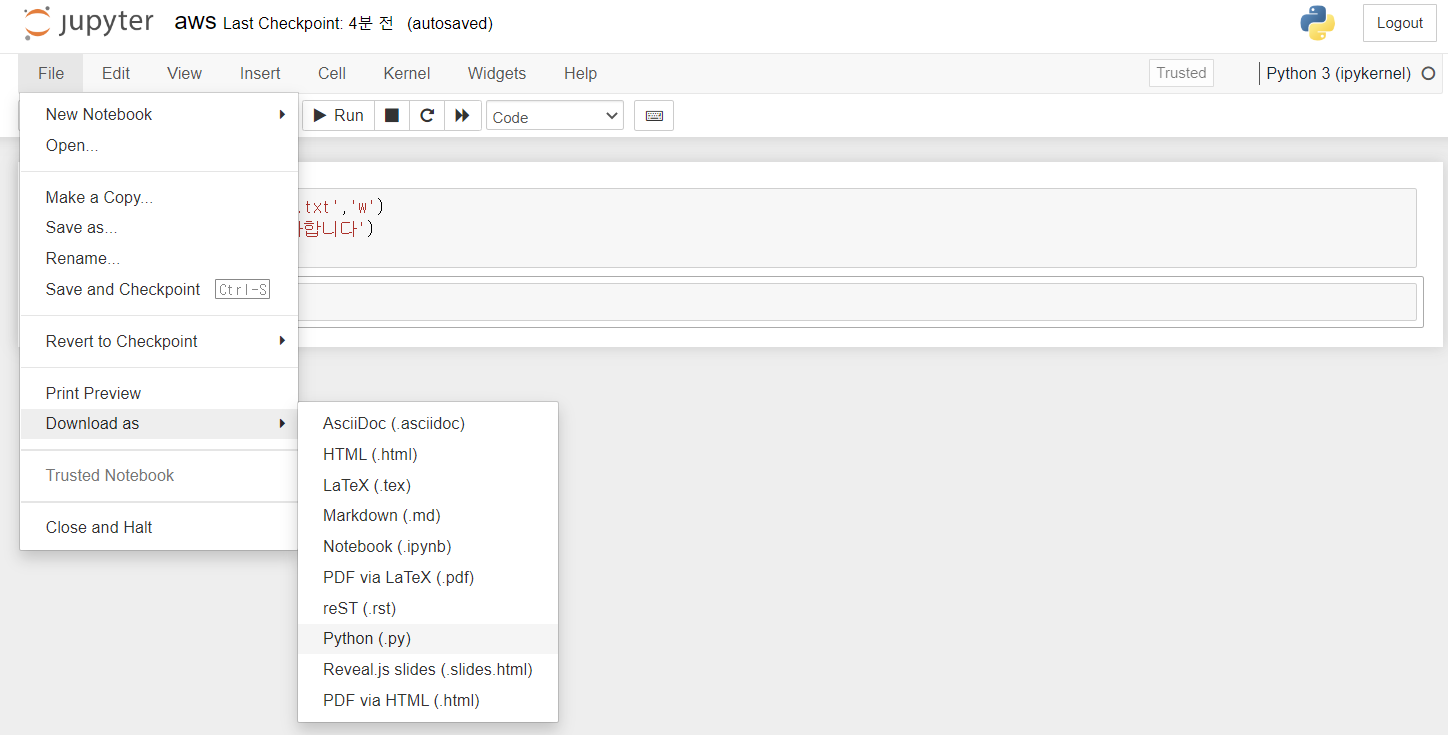 jupyter aws Last Checkpoint: 4분 전 (autosaved) Logout
File Edit View Insert Cell Kernel Widgets Help Trusted Python 3 (ipykernel)
Run Code
New Notebook
Open...
Make a Copy...
Save as...
Rename...
Save and Checkpoint Ctrl-S
Revert to Checkpoint
Print Preview
Download as
Trusted Notebook
Close and Halt
.txt','w')
합니다')
AsciiDoc (.asciidoc)
HTML (.html)
LaTeX (.tex)
Markdown (.md)
Notebook (.ipynb)
PDF via LaTeX (.pdf)
reST (.rst)
Python (.py)
Reveal.js slides (.slides.html)
PDF via HTML (.html)